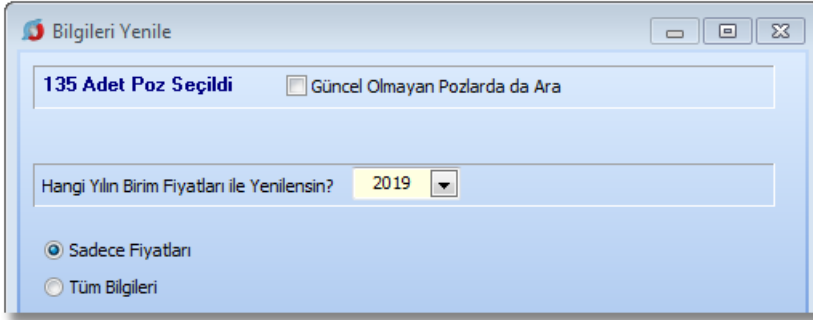 Bilgileri Yenile
135 Adet Poz Seçildi Güncel Olmayan Pozlarda da Ara
Hangi Yılın Birim Fiyatları ile Yenilensin? 2019
Sadece Fiyatları
Tüm Bilgileri